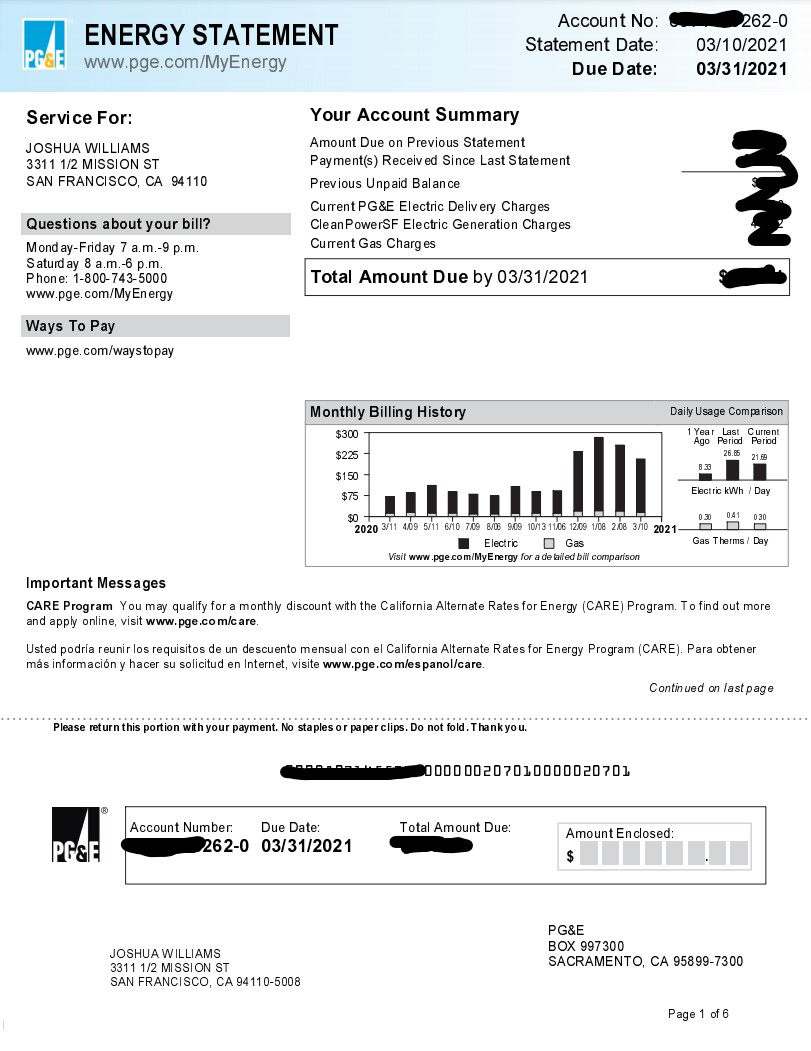 PG&E
ENERGY STATEMENT
www.pge.com/MyEnergy
Account No: 262-0
Statement Date: 03/10/2021
Due Date: 03/31/2021
Service For:
JOSHUA WILLIAMS
3311 1/2 MISSION ST
SAN FRANCISCO, CA 94110
Questions about your bill?
Monday-Friday 7 a.m.-9 p.m.
Saturday 8 a.m.-6 p.m.
Phone: 1-800-743-5000
www.pge.com/MyEnergy
Ways To Pay
www.pge.com/waystopay
Your Account Summary
Amount Due on Previous Statement
Payment(s) Received Since Last Statement
Previous Unpaid Balance
Current PG&E Electric Delivery Charges
CleanPowerSF Electric Generation Charges
Current Gas Charges
Total Amount Due by 03/31/2021 $
Monthly Billing History
$300
$225
$150
$75
$0
2020 3/11 4/09 5/11 6/10 7/09 8/06 9/09 10/13 11/06 12/09 1/08 2/08 3/10 2021
Electric Gas
Visit www.pge.com/MyEnergy for a detailed bill comparison
Daily Usage Comparison
1 Year Ago Last Period Current Period
8.33 26.85 21.69
Electric kWh / Day
0.30 0.41 0.30
Gas Therms / Day
Important Messages
CARE Program You may qualify for a monthly discount with the California Alternate Rates for Energy (CARE) Program. To find out more
and apply online, visit www.pge.com/care.
Usted podría reunir los requisitos de un descuento mensual con el California Alternate Rates for Energy Program (CARE). Para obtener
más información y hacer su solicitud en Internet, visite www.pge.com/espanol/care.
Continued on last page
Please return this portion with your payment. No staples or paper clips. Do not fold. Thank you.
00000207010000020701
PG&E ®
Account Number: Due Date: Total Amount Due:
262-0 03/31/2021
Amount Enclosed:
$ .
JOSHUA WILLIAMS
3311 1/2 MISSION ST
SAN FRANCISCO, CA 94110-5008
PG&E
BOX 997300
SACRAMENTO, CA 95899-7300
Page 1 of 6